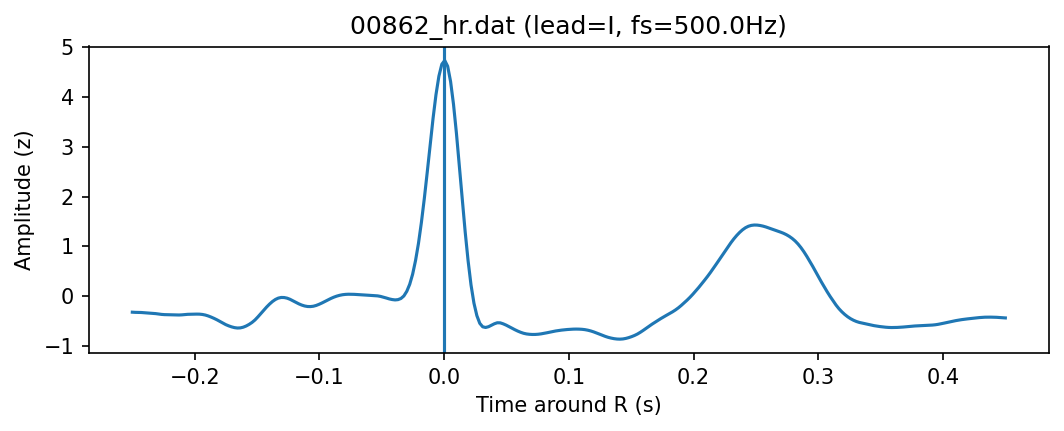 00862_hr.dat (lead=I, fs=500.0Hz)
Amplitude (z)
5
4
3
2
1
0
−1
−0.2 −0.1 0.0 0.1 0.2 0.3 0.4
Time around R (s)